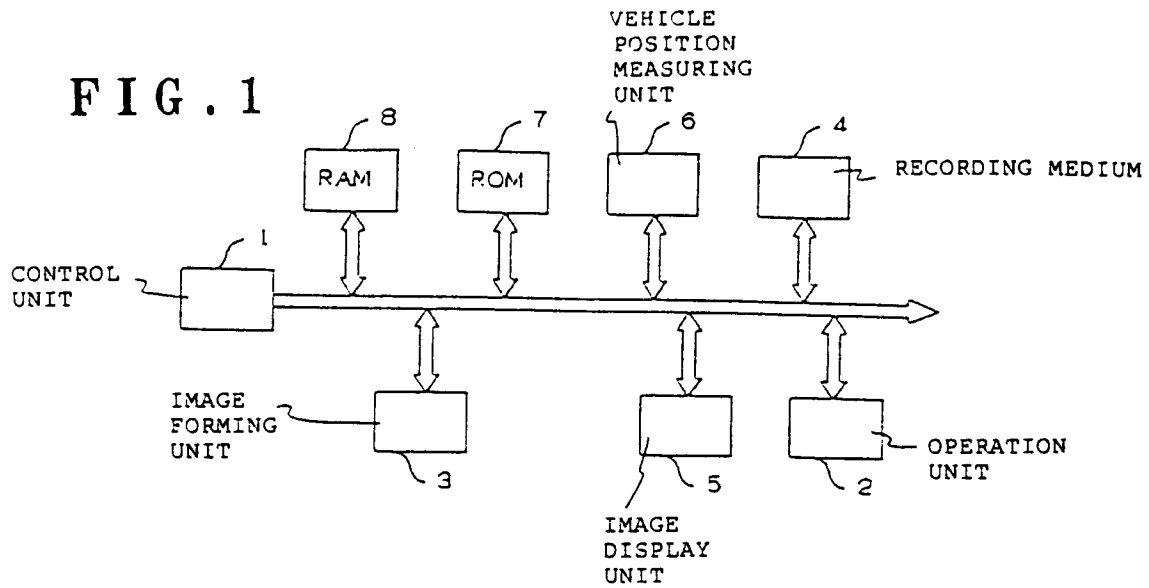 FIG.1
VEHICLE
POSITION
MEASURING
UNIT
8
7
6
4
RAM
ROM
RECORDING MEDIUM
1
CONTROL
UNIT
IMAGE
FORMING
UNIT
3
5
2
OPERATION
UNIT
IMAGE
DISPLAY
UNIT